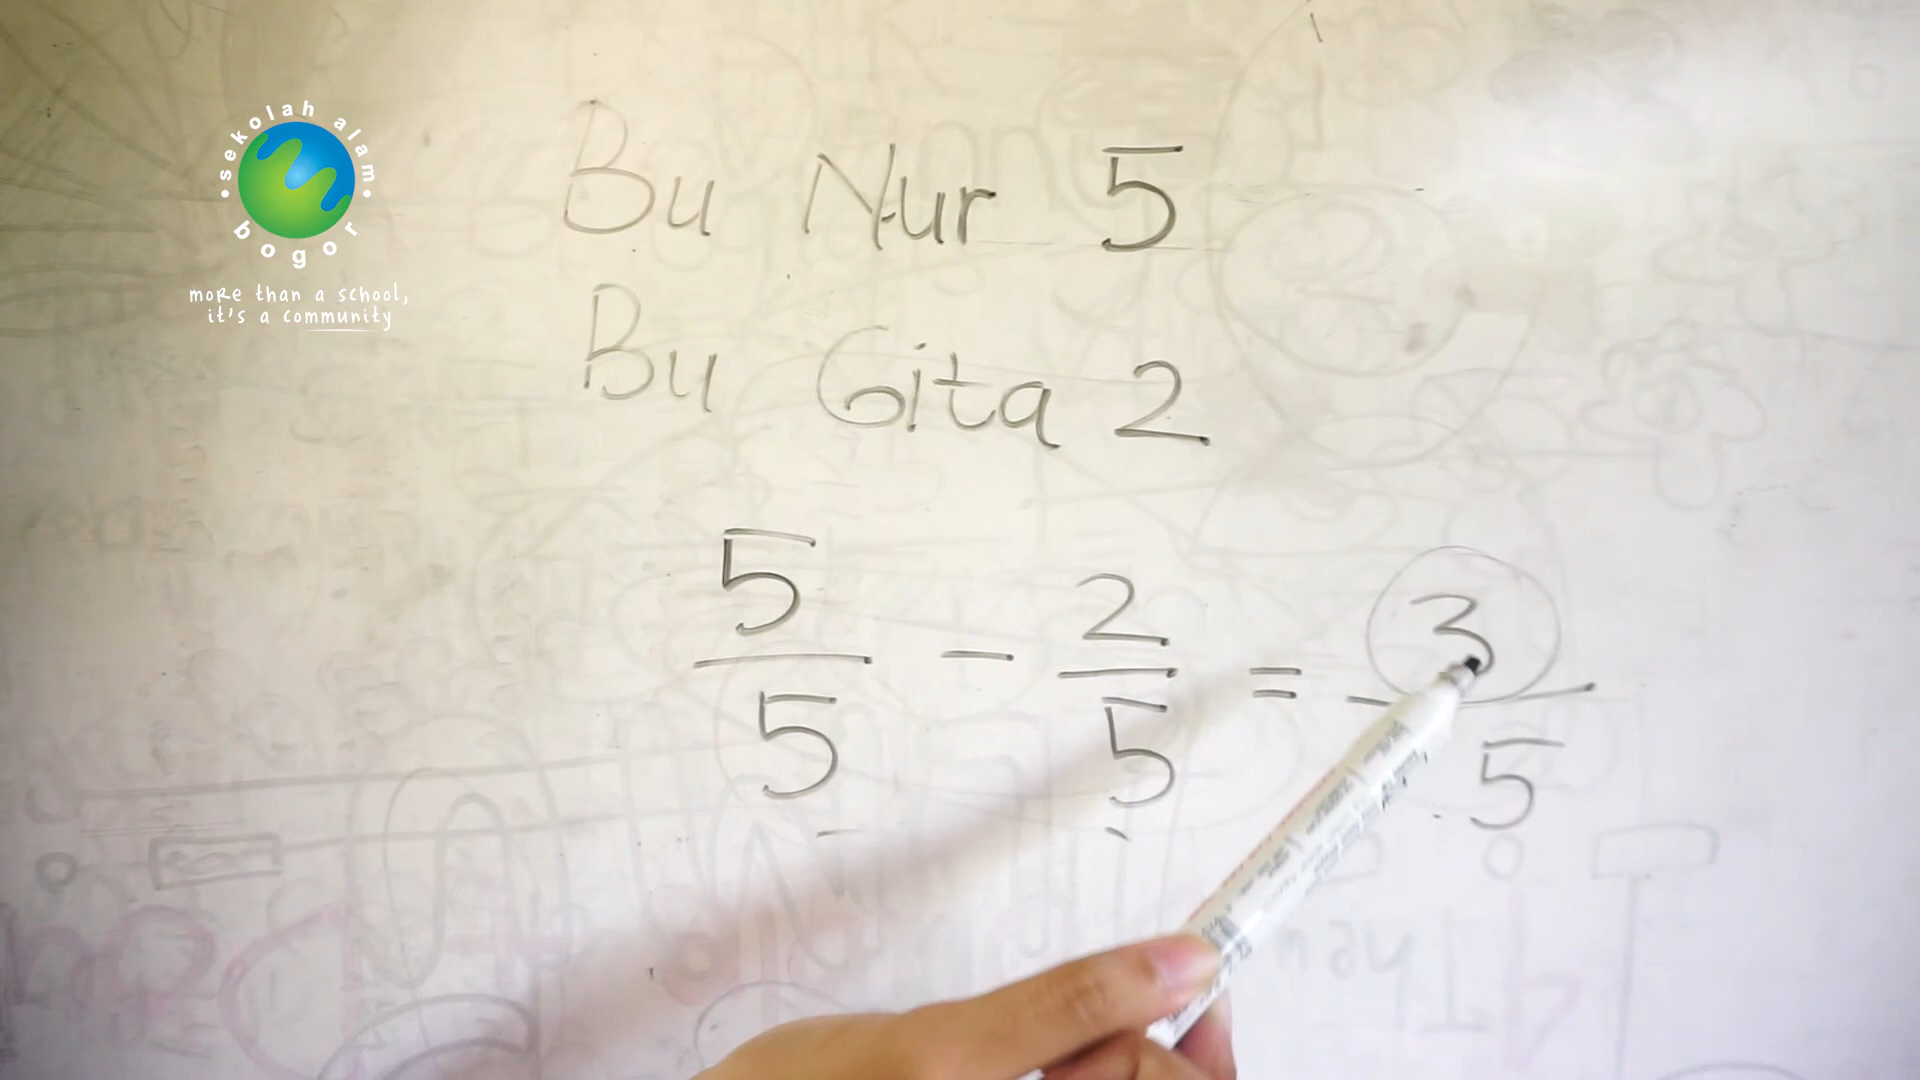 sekolah alam
bogor
more than a school,
it's a community
Bu Nur 5
Bu Gita 2
5/5 - 2/5 = 3/5